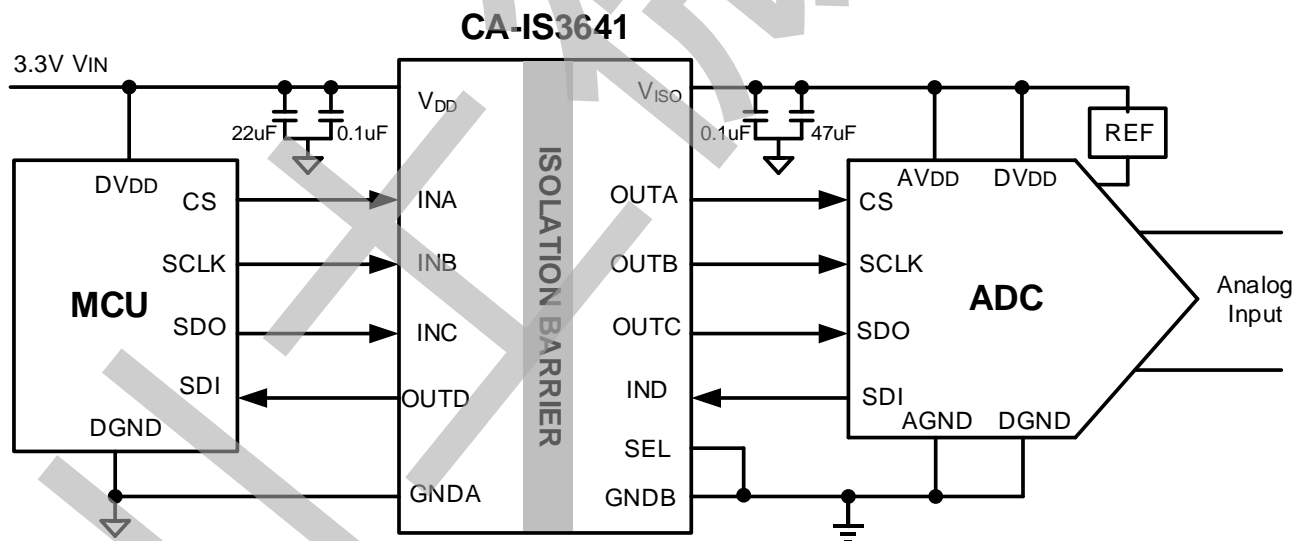 CA-IS3641
3.3V VIN
VDD
VISO
22uF
0.1uF
0.1uF
47uF
REF
DVDD
CS
SCLK
MCU
SDO
SDI
DGND
INA
INB
INC
OUTD
GNDA
ISOLATION BARRIER
OUTA
OUTB
OUTC
IND
SEL
GNDB
AVDD
DVDD
CS
SCLK
ADC
SDO
SDI
AGND
DGND
Analog
Input